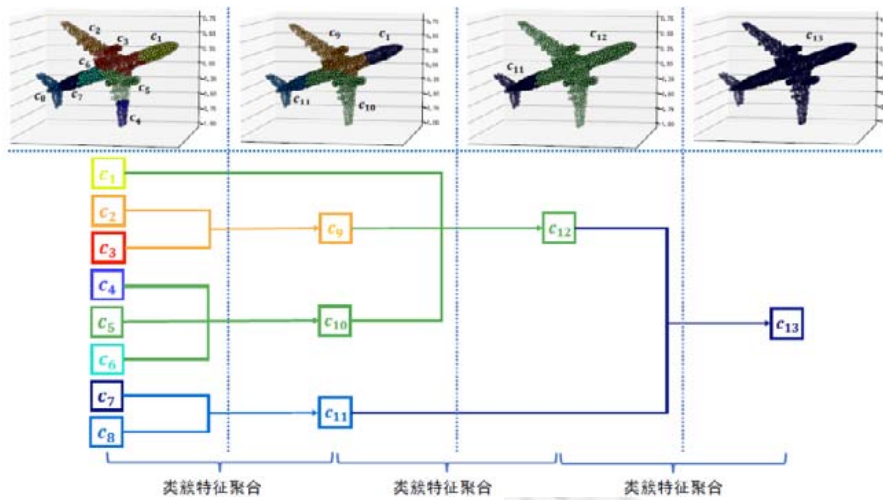 c₂ c₃ c₁ c₆ c₅ c₈ c₇ c₄
c₉ c₁ c₁₁ c₁₀
c₁₂ c₁₁
c₁₃
c₁
c₂
c₉ c₁₂
c₃
c₄
c₅ c₁₀ c₁₃
c₆
c₇
c₁₁
c₈
类簇特征聚合 类簇特征聚合 类簇特征聚合